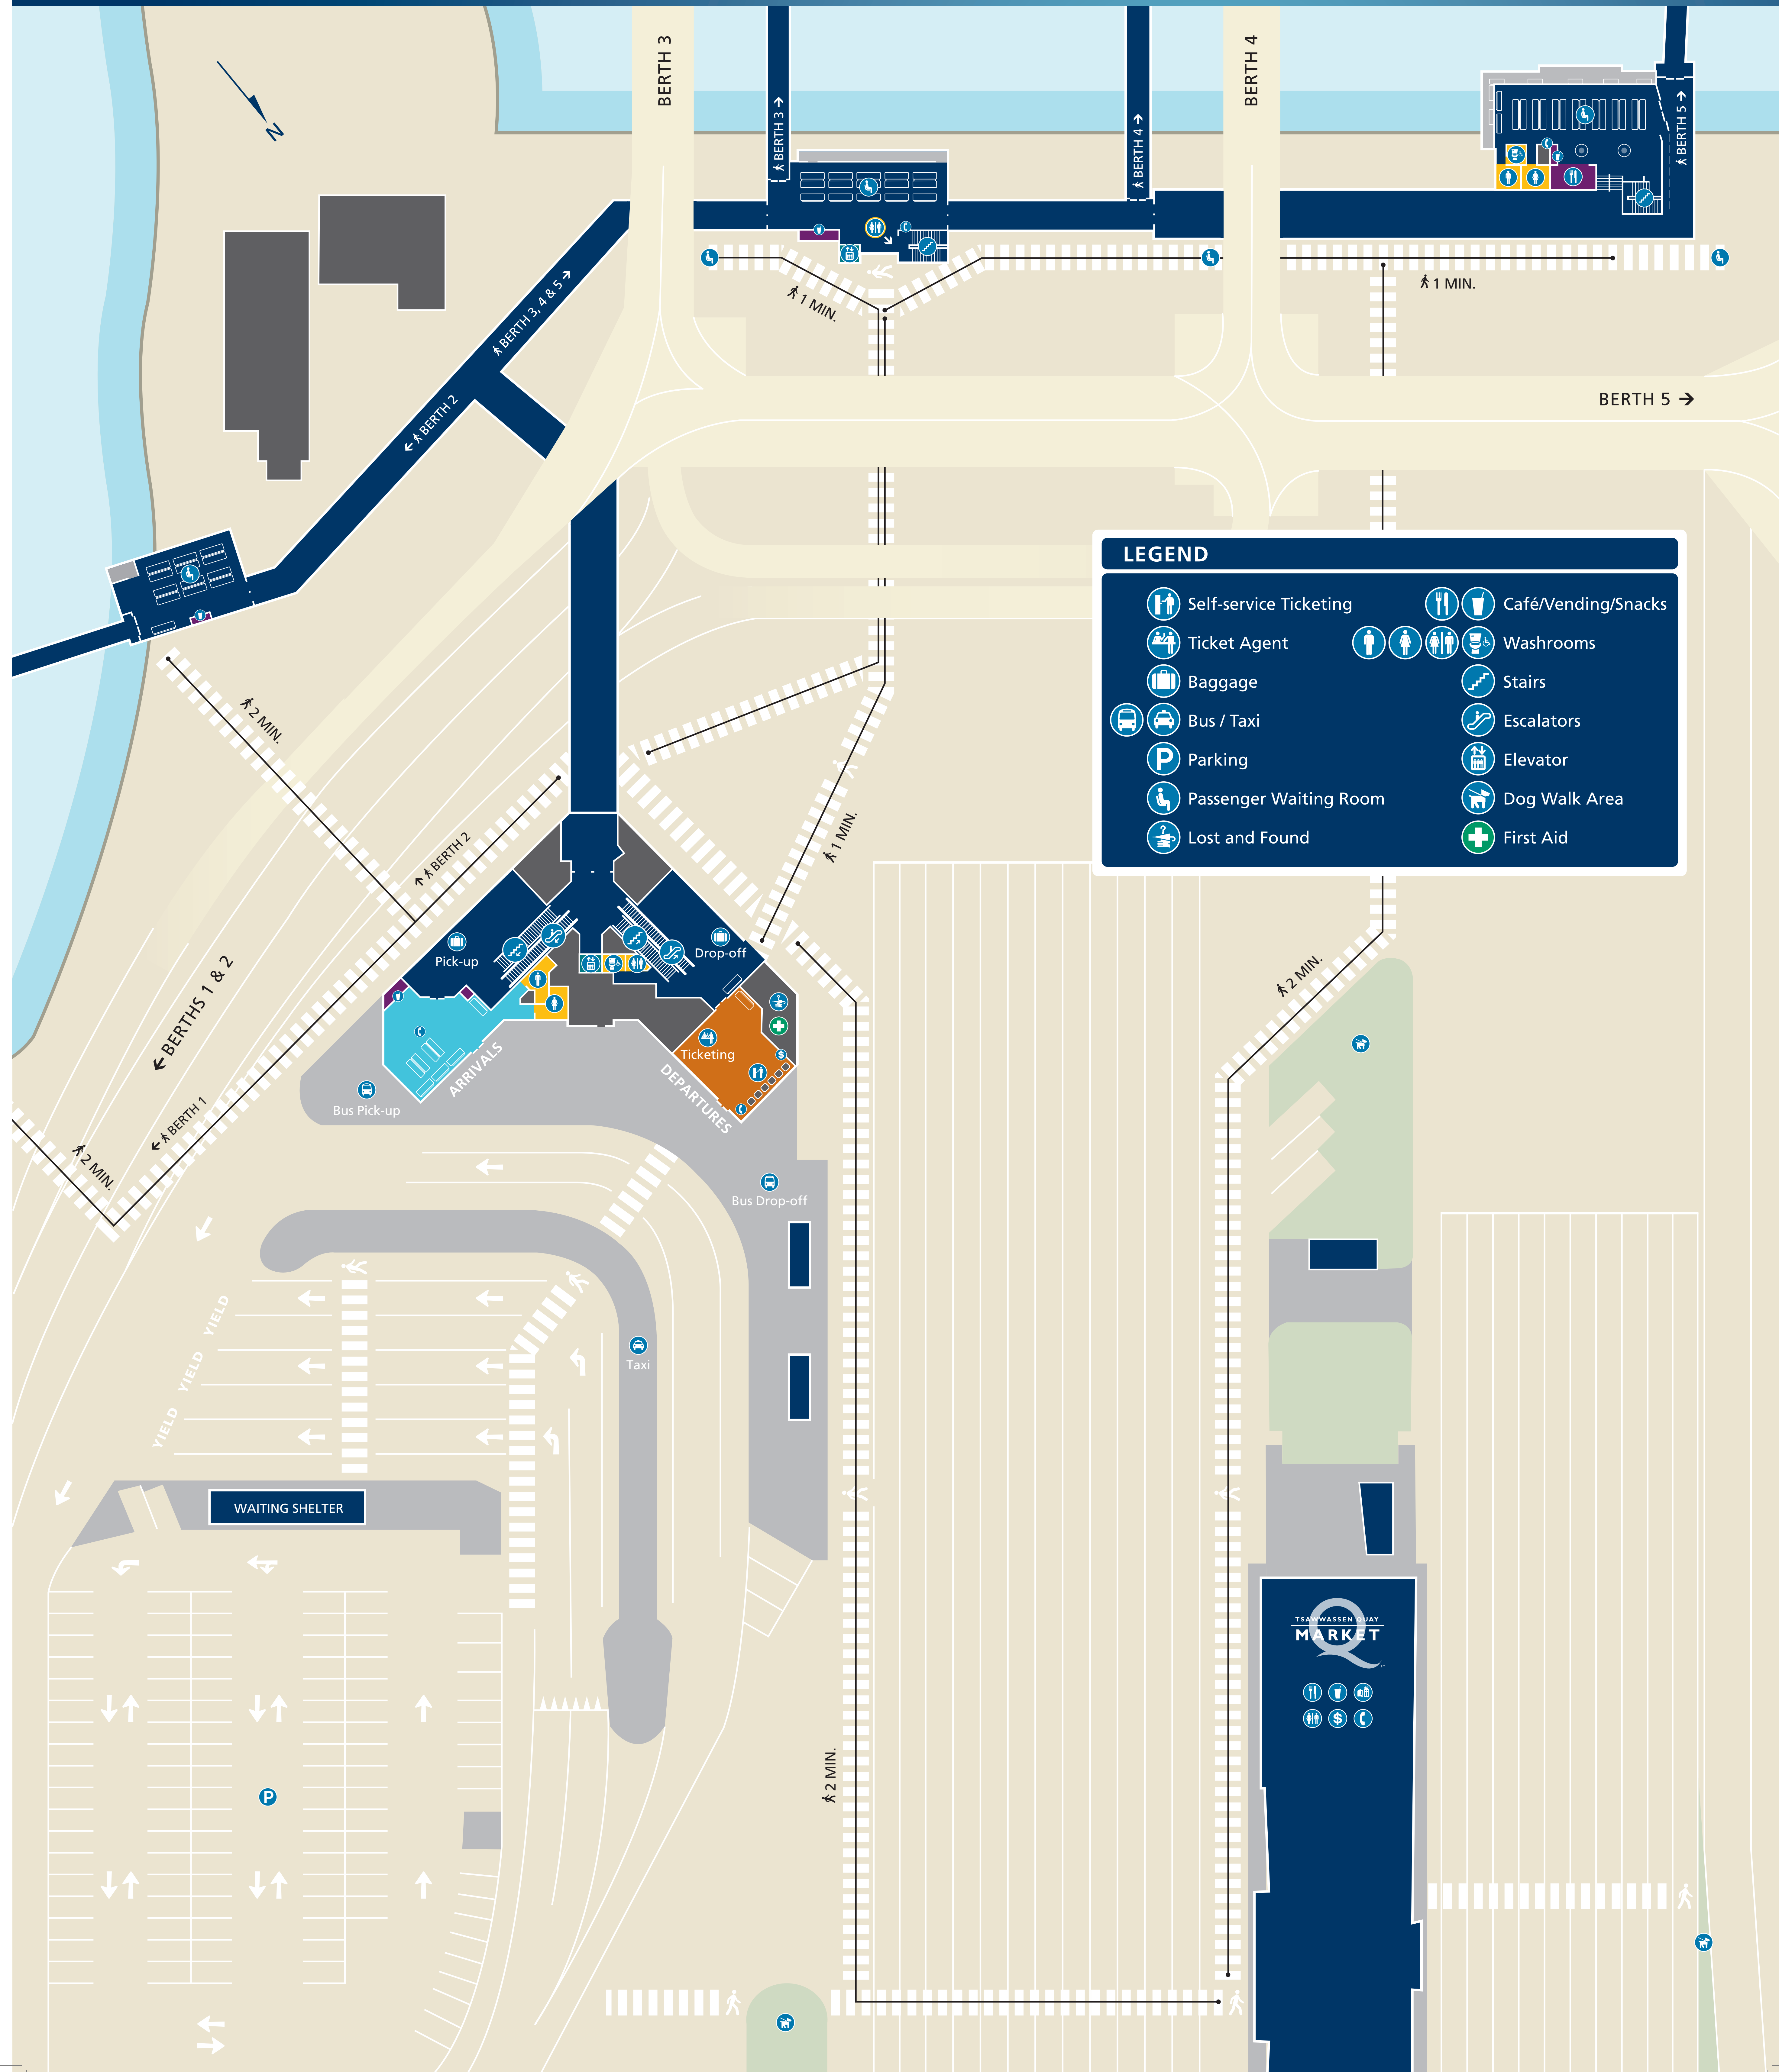 BERTH 3
BERTH 4
BERTH 3 →
BERTH 4 →
BERTH 5 →
N
BERTH 3, 4 & 5 →
← BERTH 2
1 MIN.
1 MIN.
BERTH 5 →
LEGEND
Self-service Ticketing
Ticket Agent
Baggage
Bus / Taxi
Parking
Passenger Waiting Room
Lost and Found
Café/Vending/Snacks
Washrooms
Stairs
Escalators
Elevator
Dog Walk Area
First Aid
2 MIN.
← BERTH 2
1 MIN.
← BERTHS 1 & 2
Pick-up
Drop-off
2 MIN.
Ticketing
$
ARRIVALS
DEPARTURES
Bus Pick-up
← BERTH 1
2 MIN.
Bus Drop-off
YIELD
YIELD
YIELD
Taxi
WAITING SHELTER
TSAWWASSEN QUAY
MARKET
Q
$
2 MIN.
P